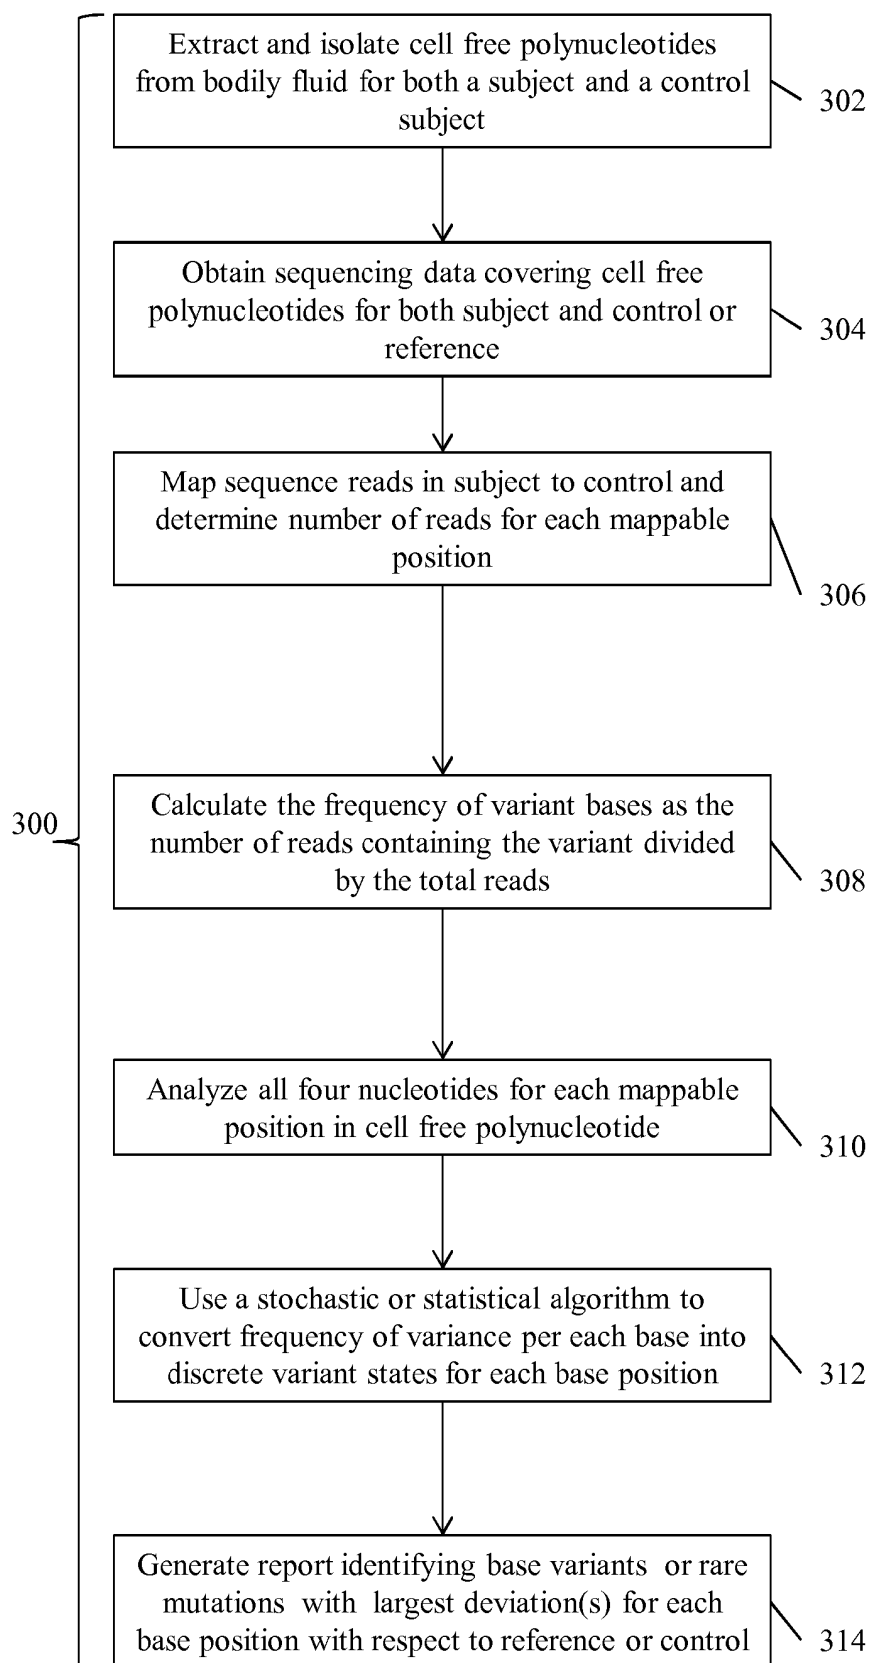 Extract and isolate cell free polynucleotides
from bodily fluid for both a subject and a control
subject
302
Obtain sequencing data covering cell free
polynucleotides for both subject and control or
reference
304
Map sequence reads in subject to control and
determine number of reads for each mappable
position
306
300
Calculate the frequency of variant bases as the
number of reads containing the variant divided
by the total reads
308
Analyze all four nucleotides for each mappable
position in cell free polynucleotide
310
Use a stochastic or statistical algorithm to
convert frequency of variance per each base into
discrete variant states for each base position
312
Generate report identifying base variants or rare
mutations with largest deviation(s) for each
base position with respect to reference or control
314